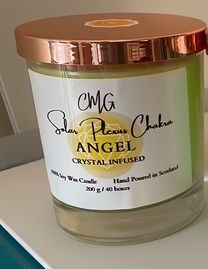 CMG
Solar Plexus Chakra
ANGEL
CRYSTAL INFUSED
100% Soy Wax Candle Hand Poured in Scotland
200 g / 40 hours